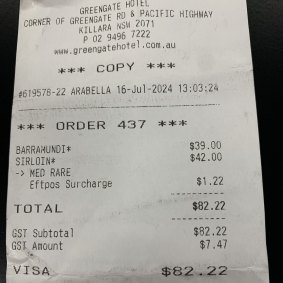 GREENGATE HOTEL
CORNER OF GREENGATE RD & PACIFIC HIGHWAY
KILLARA NSW 2071
P 02 9496 7222
www.greengatehotel.com.au
*** COPY ***
#619576-22 ARABELLA 16-Jul-2024 13:03:24
*** ORDER 437 ***
BARRAHUNDI* $39.00
SIRLOIN* $42.00
-> MED RARE
Eftpos Surcharge $1.22
TOTAL $82.22
GST Subtotal $82.22
GST Amount $7.47
VISA $82.22